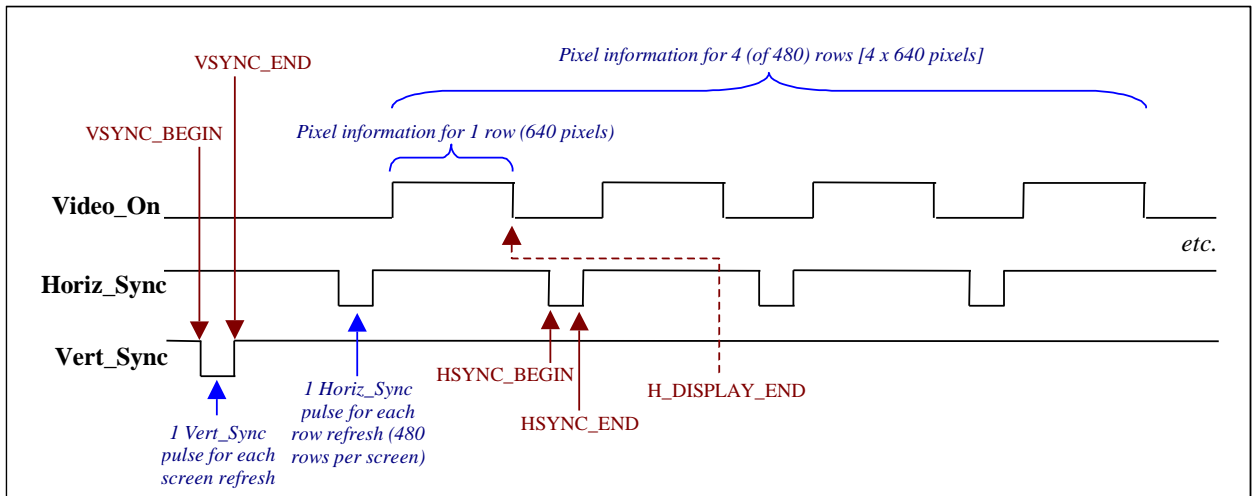 Pixel information for 4 (of 480) rows [4 x 640 pixels]
VSYNC_END
VSYNC_BEGIN
Pixel information for 1 row (640 pixels)
Video_On
etc.
Horiz_Sync
Vert_Sync
HSYNC_BEGIN
H_DISPLAY_END
HSYNC_END
1 Horiz_Sync
pulse for each
row refresh (480
rows per screen)
1 Vert_Sync
pulse for each
screen refresh